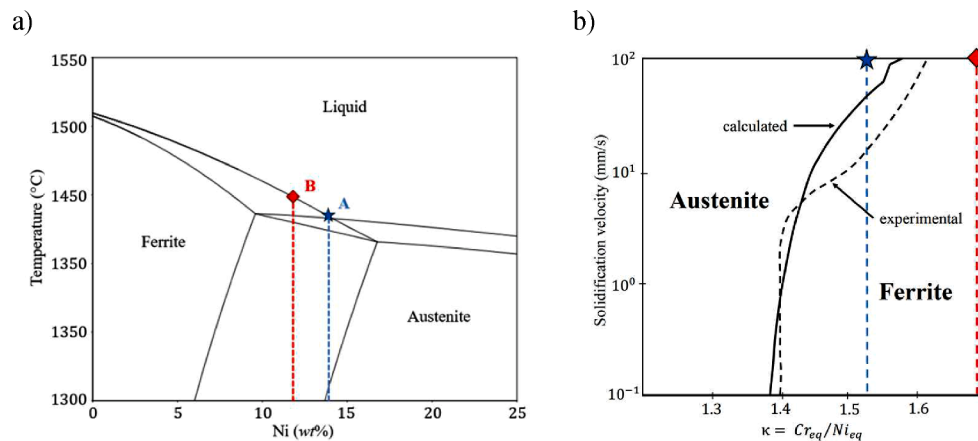 a)
1550
1500
1450
1350
1350
1300
Temperature (°C)
Liquid
B
A
Ferrite
Austenite
0
5
10
15
20
25
Ni (wt%)
b)
10²
10¹
10⁰
10⁻¹
Solidification velocity (mm/s)
calculated
Austenite
experimental
Ferrite
1.3
1.4
1.5
1.6
κ = Cr_eq/Ni_eq